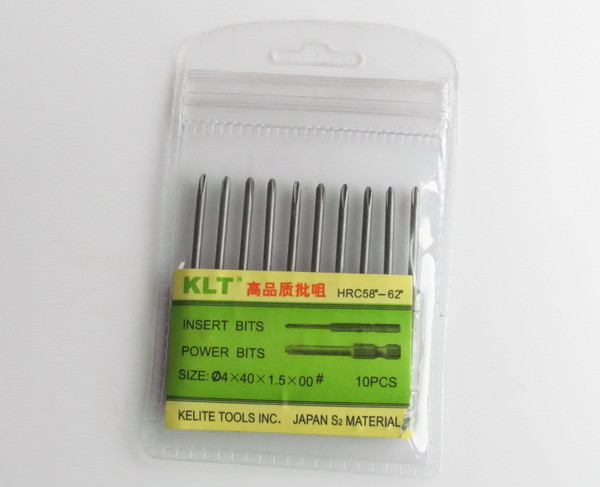 KLT® 高品质批咀 HRC58°-62°
INSERT BITS
POWER BITS
SIZE: Ø4×40×1.5×00# 10PCS
KELITE TOOLS INC. JAPAN S2 MATERIAL